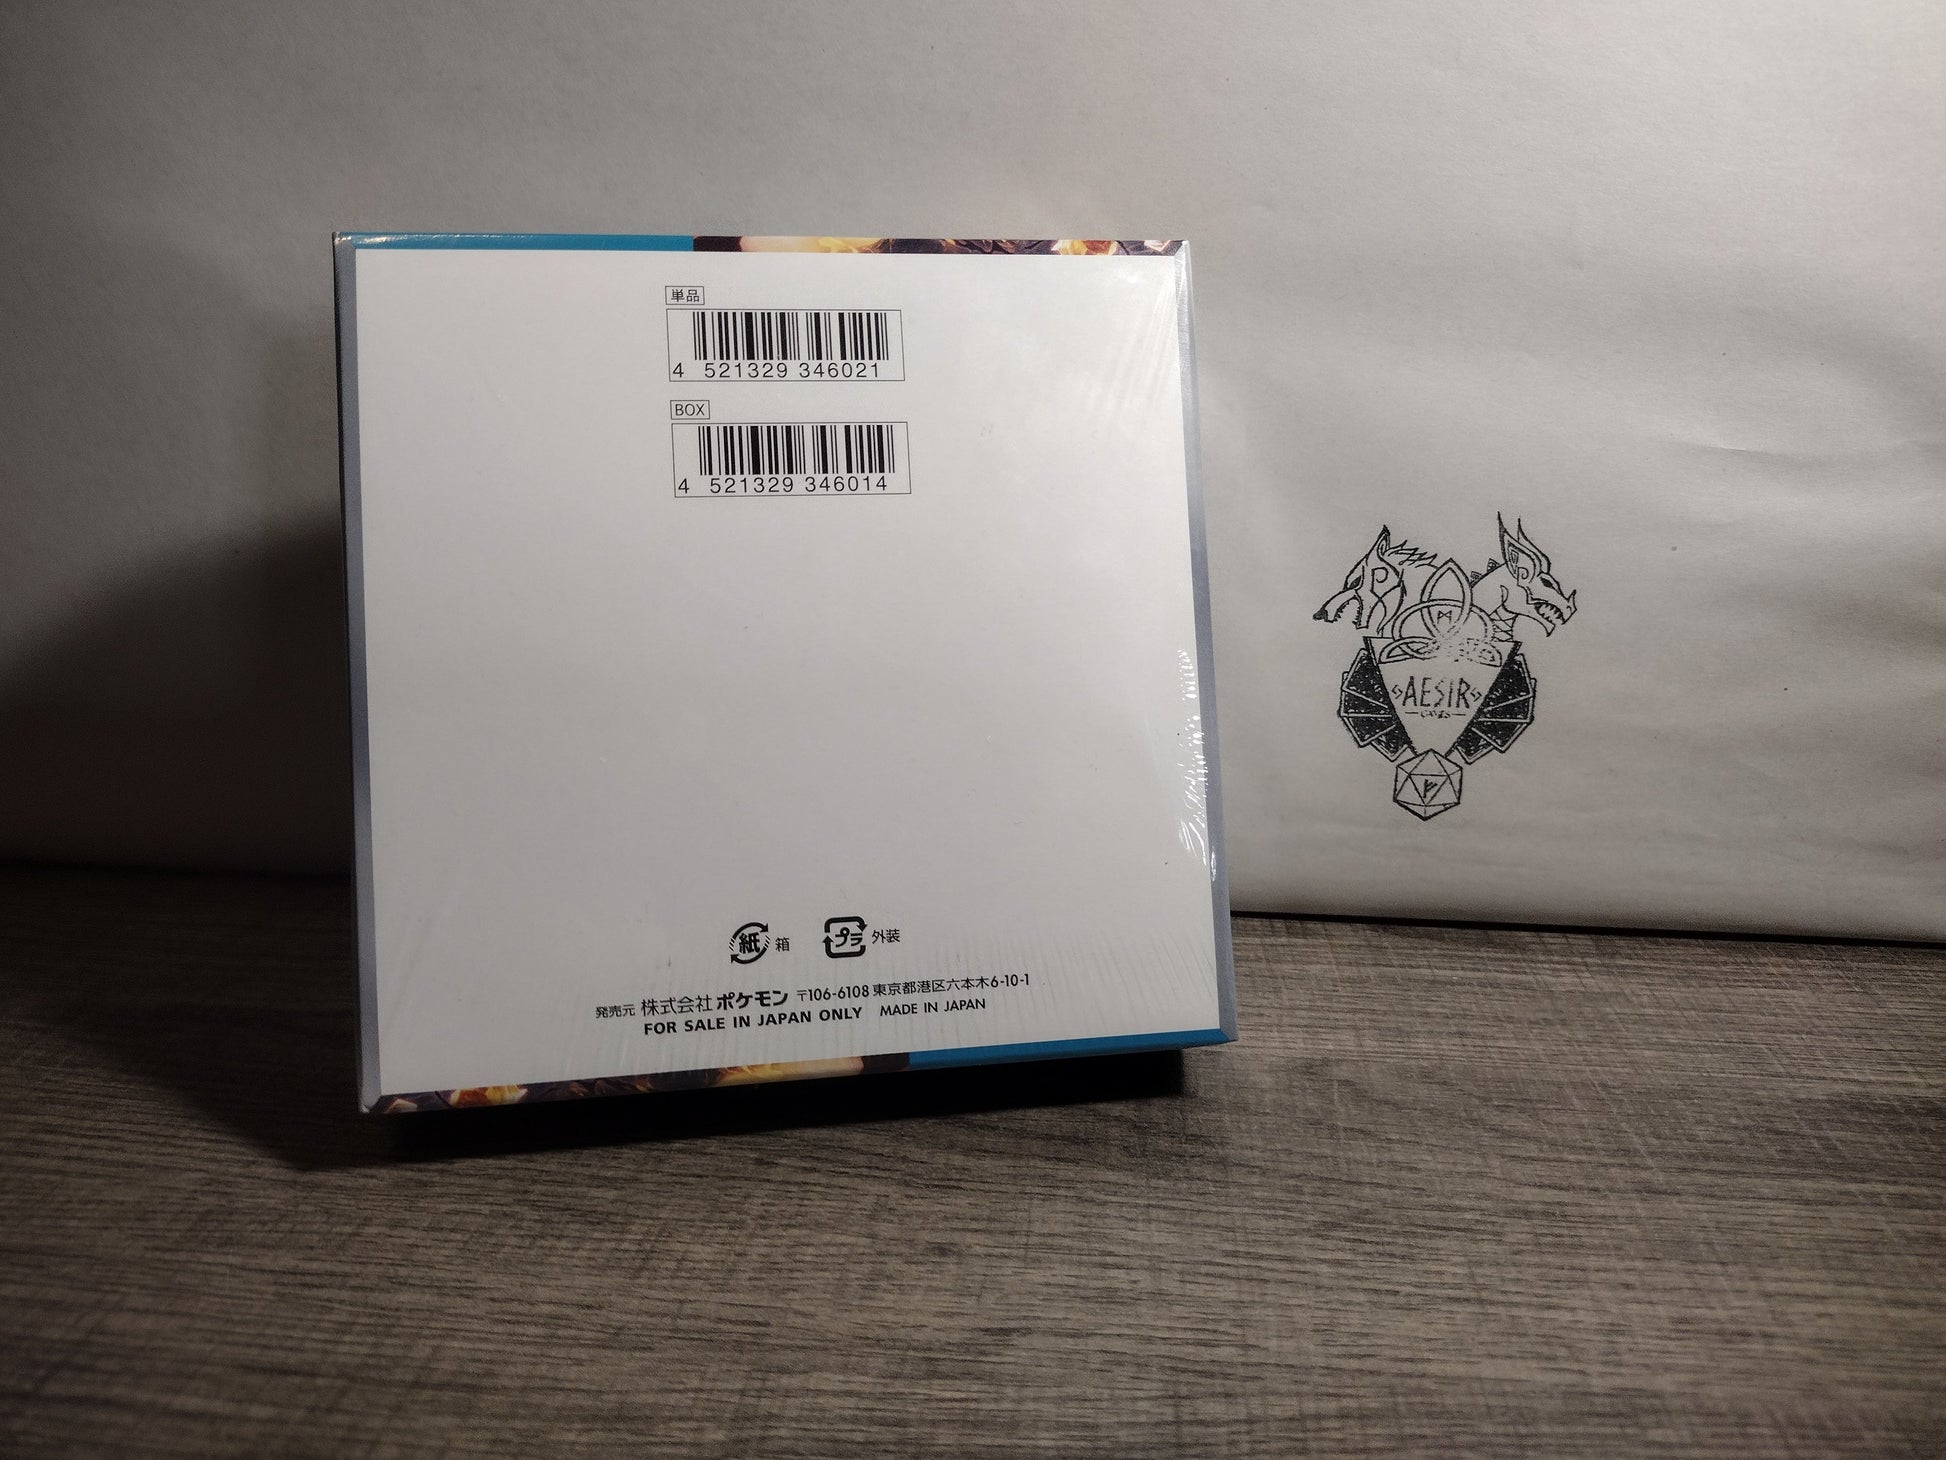 単品
4 521329 346021
BOX
4 521329 346014
紙 箱 プラ 外装
発売元 株式会社ポケモン 〒106-6108 東京都港区六本木6-10-1
FOR SALE IN JAPAN ONLY MADE IN JAPAN
AESIR